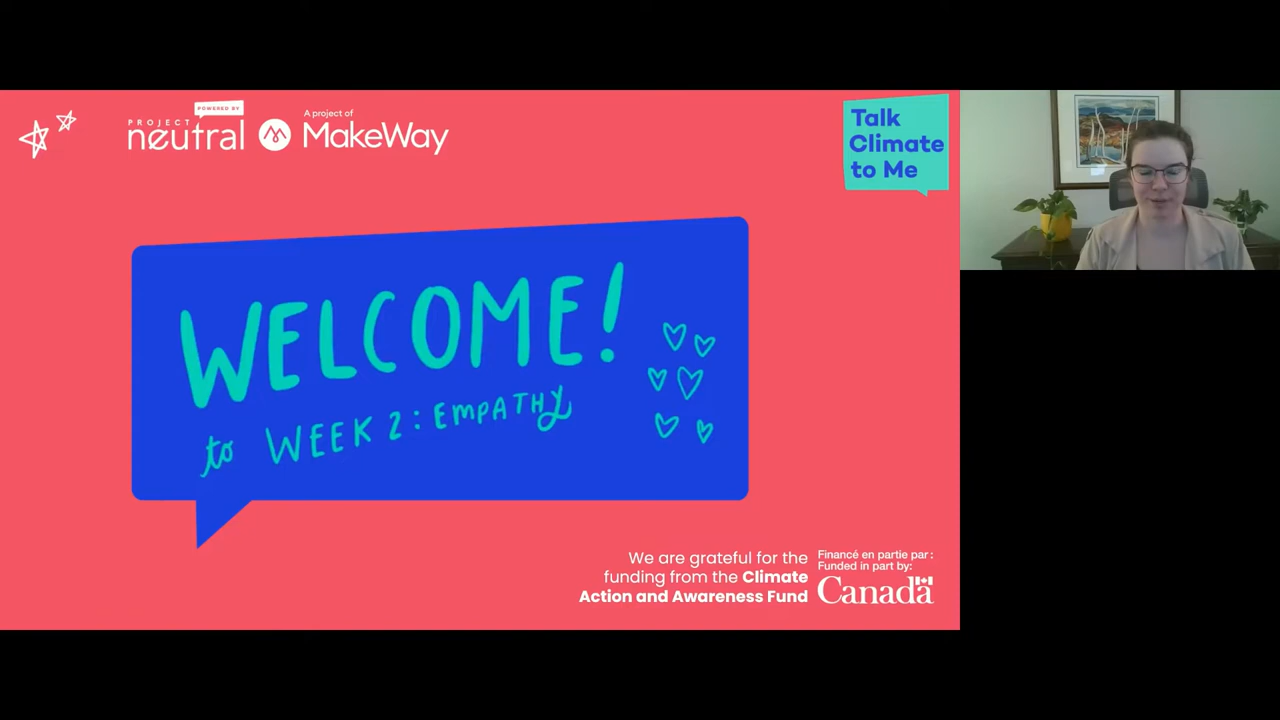 POWERED BY
PROJECT
neutral
A project of
MakeWay
Talk
Climate
to Me
WELCOME!
to WEEK 2: EMPATHY
We are grateful for the
funding from the Climate
Action and Awareness Fund
Financé en partie par :
Funded in part by:
Canada